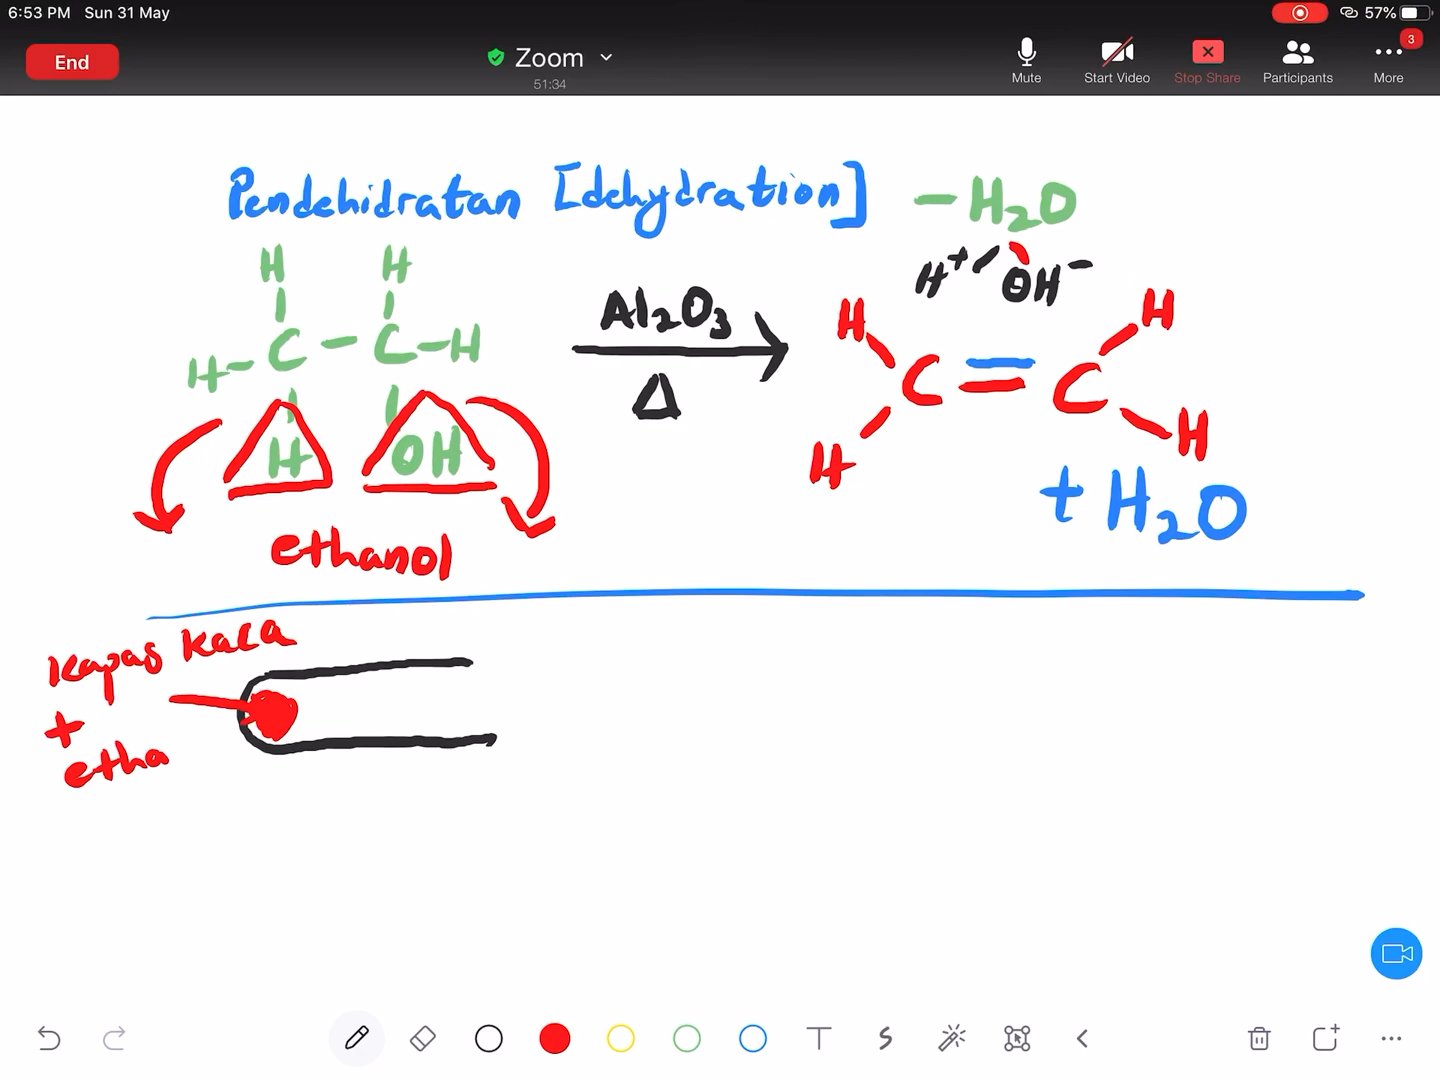 6:53 PM Sun 31 May
57%
End
Zoom
51:34
Mute
Start Video
Stop Share
Participants
3
More
Pendehidratan [dehydration] - H2O
H+ OH-
H H
H - C - C - H
H OH
ethanol
Al2O3
Δ
H H
C = C
H H
+ H2O
Kapas Kaca
+
etha
T